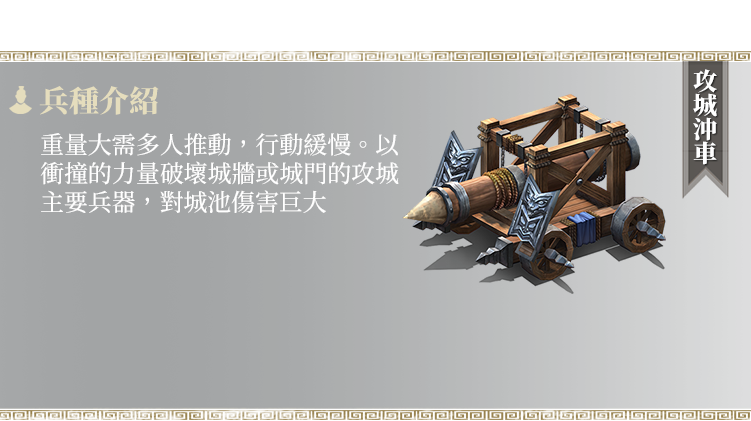 兵種介紹
重量大需多人推動，行動緩慢。以
衝撞的力量破壞城牆或城門的攻城
主要兵器，對城池傷害巨大
攻城沖車